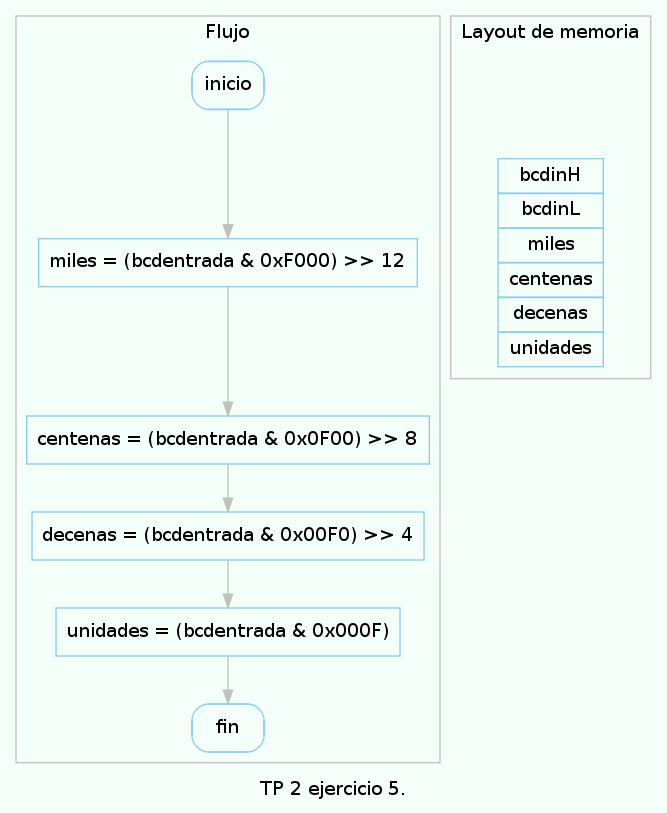 Flujo
inicio
miles = (bcdentrada & 0xF000) >> 12
centenas = (bcdentrada & 0x0F00) >> 8
decenas = (bcdentrada & 0x00F0) >> 4
unidades = (bcdentrada & 0x000F)
fin
Layout de memoria
bcdinH
bcdinL
miles
centenas
decenas
unidades
TP 2 ejercicio 5.